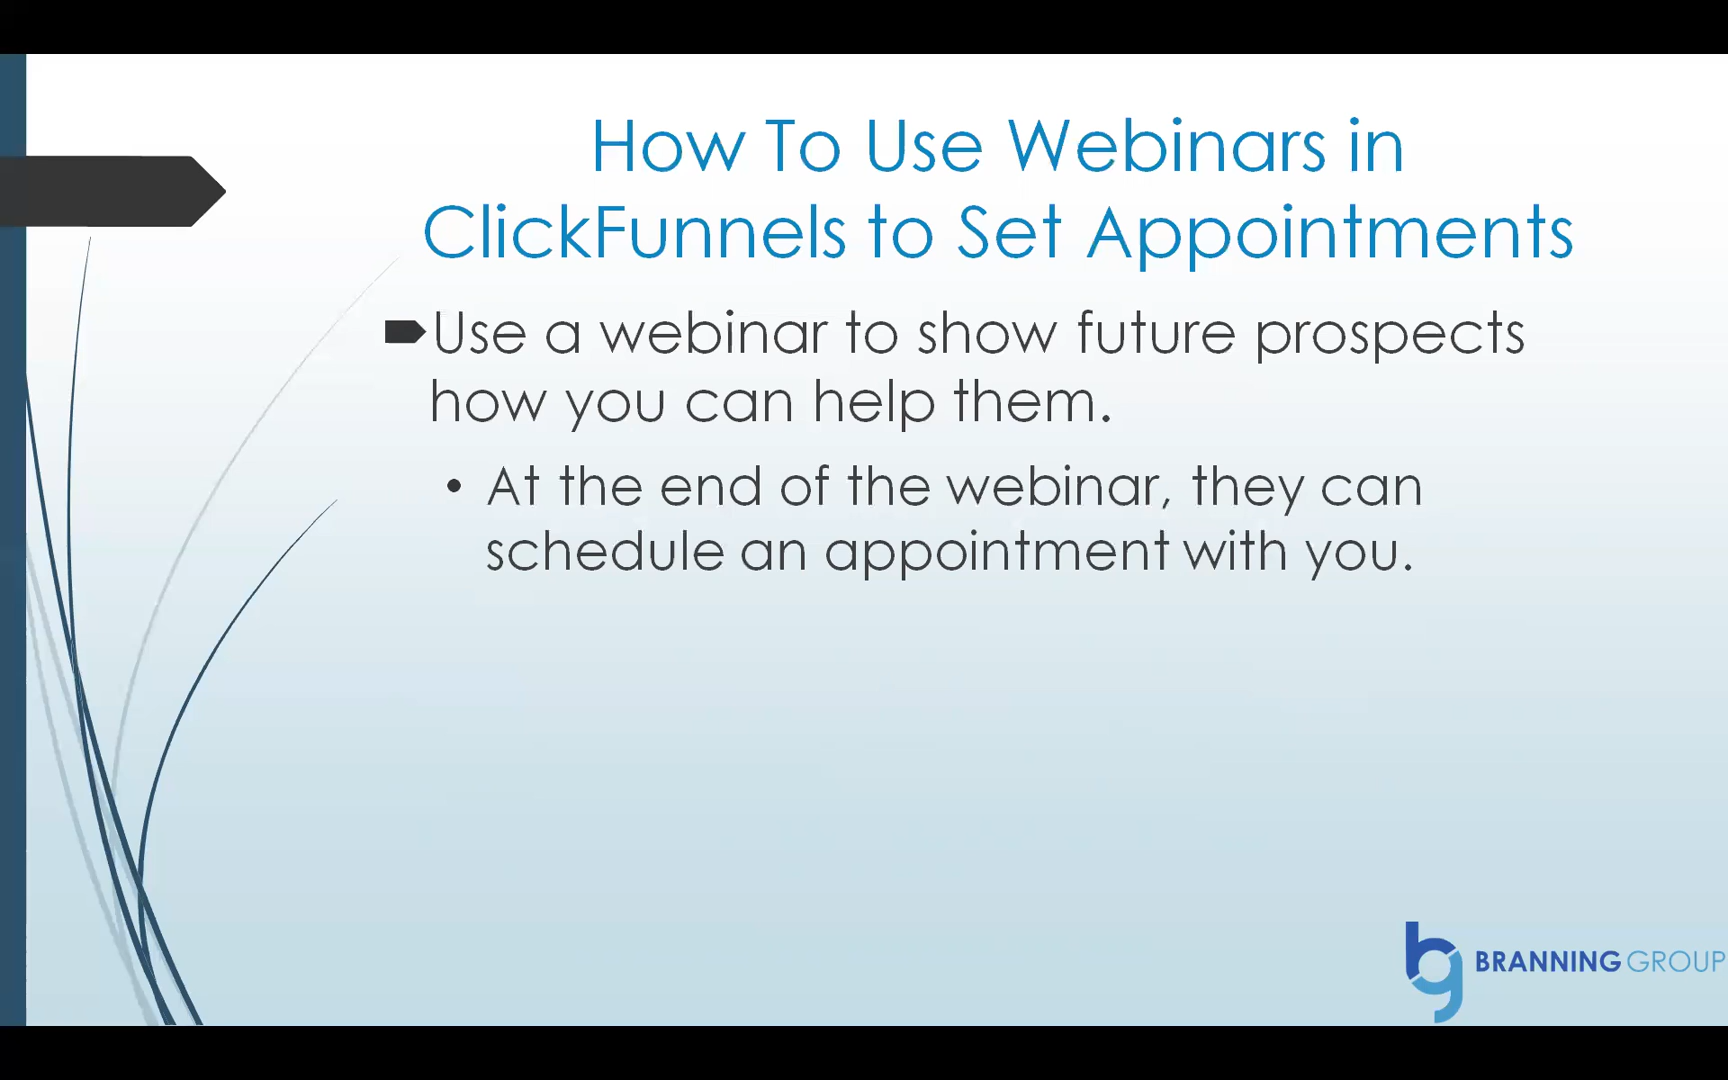 How To Use Webinars in
ClickFunnels to Set Appointments
Use a webinar to show future prospects
how you can help them.
• At the end of the webinar, they can
schedule an appointment with you.
bg BRANNING GROUP